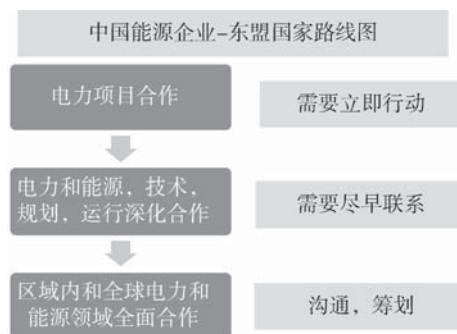 中国能源企业-东盟国家路线图
电力项目合作
需要立即行动
电力和能源，技术，
规划，运行深化合作
需要尽早联系
区域内和全球电力和
能源领域全面合作
沟通，筹划